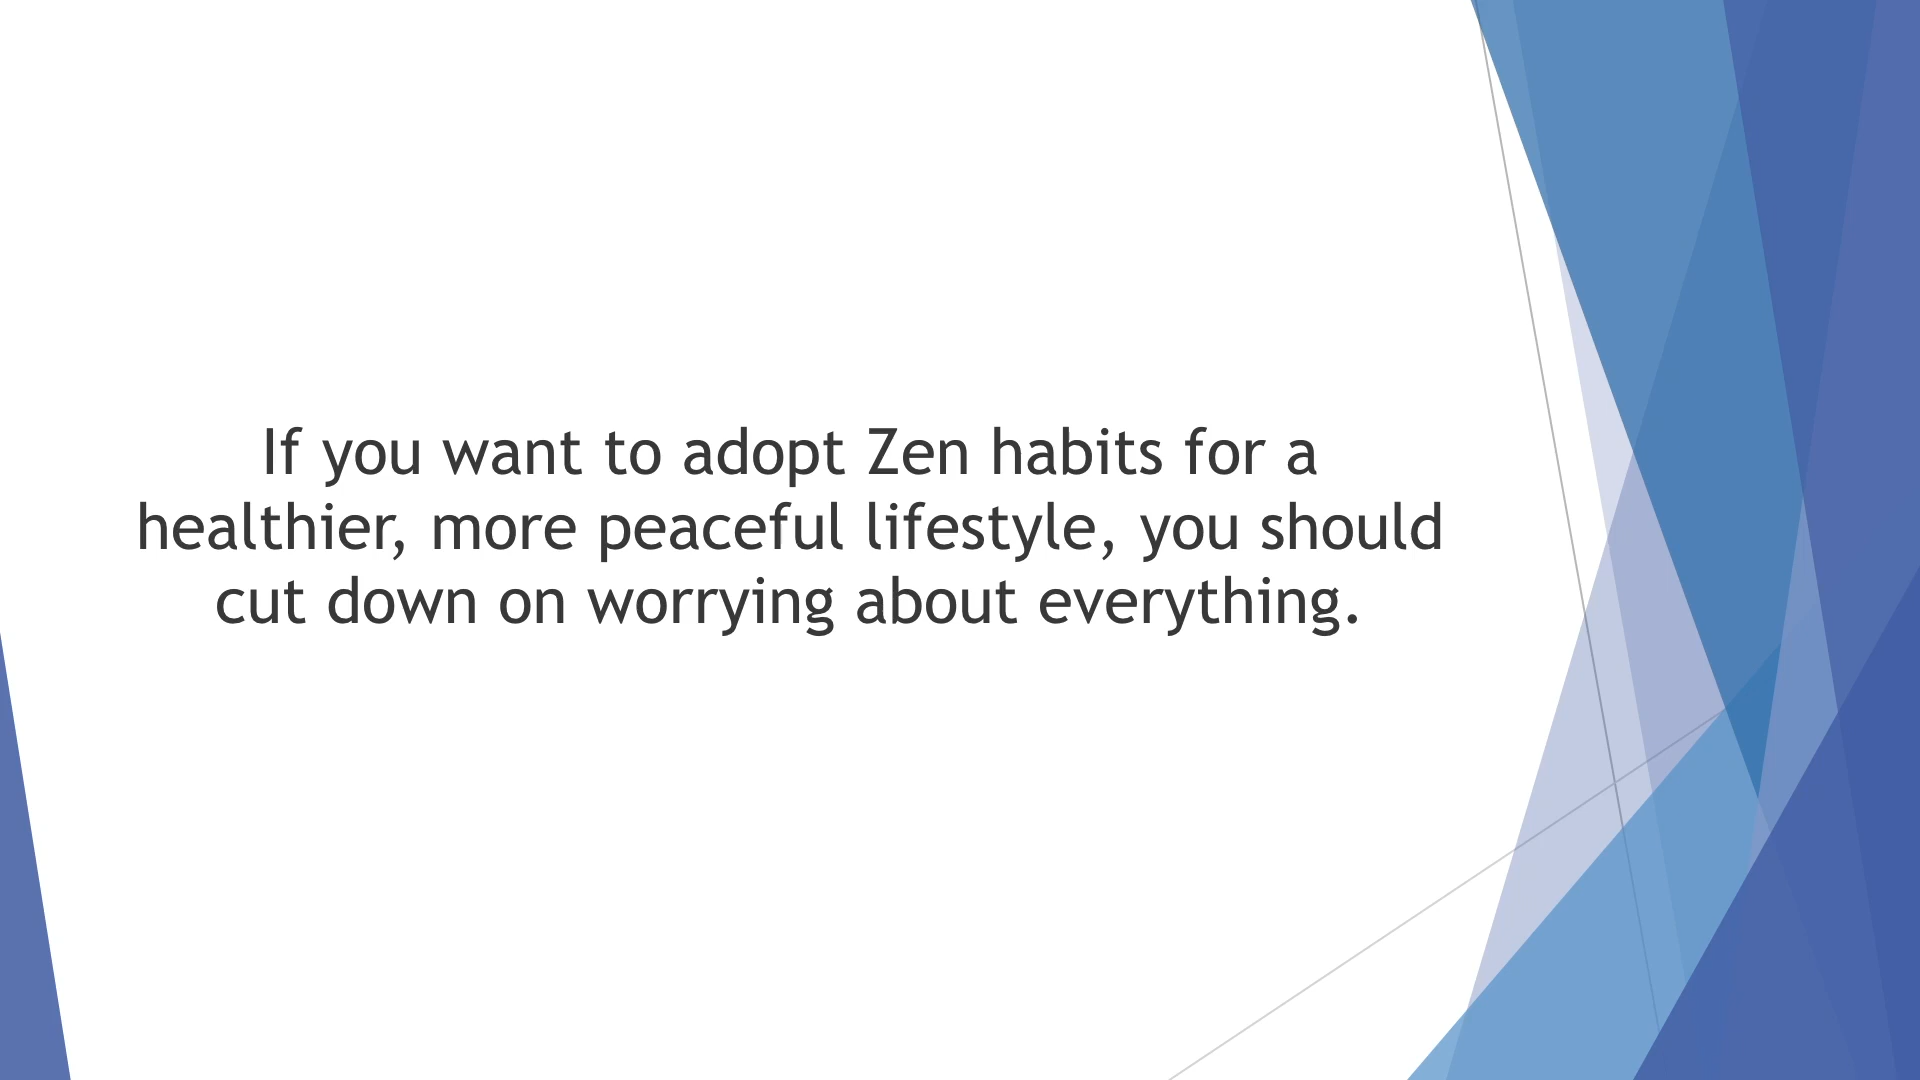 If you want to adopt Zen habits for a
healthier, more peaceful lifestyle, you should
cut down on worrying about everything.